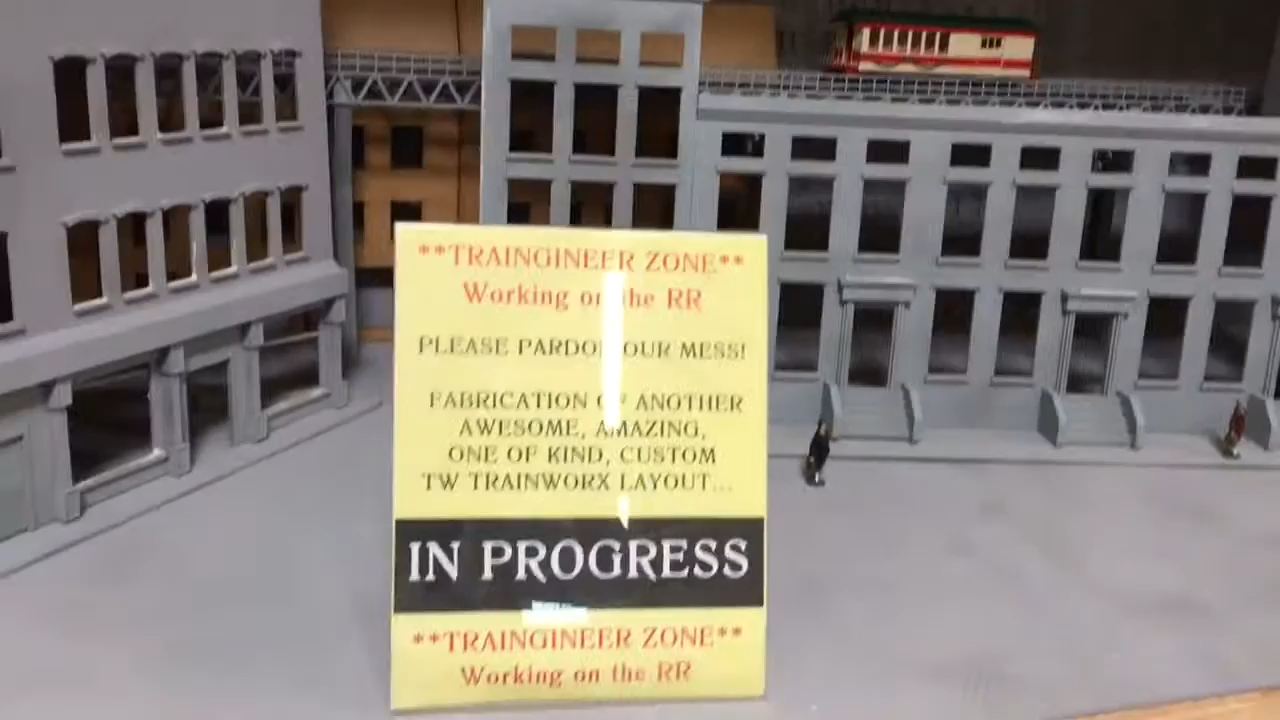 **TRAINGINEER ZONE**
Working on the RR
PLEASE PARDON OUR MESS!
FABRICATION OF ANOTHER
AWESOME, AMAZING,
ONE OF KIND, CUSTOM
TW TRAINWORX LAYOUT...
IN PROGRESS
**TRAINGINEER ZONE**
Working on the RR